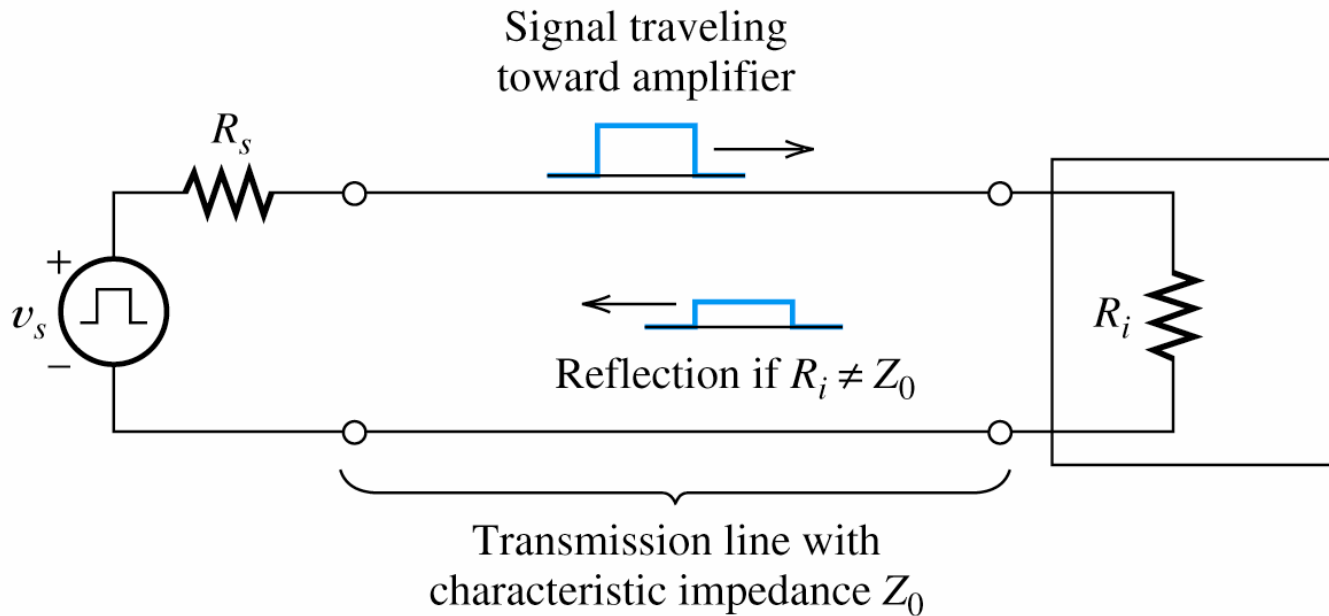 Signal traveling
toward amplifier
R_s
+
v_s
−
R_i
Reflection if R_i ≠ Z_0
Transmission line with
characteristic impedance Z_0